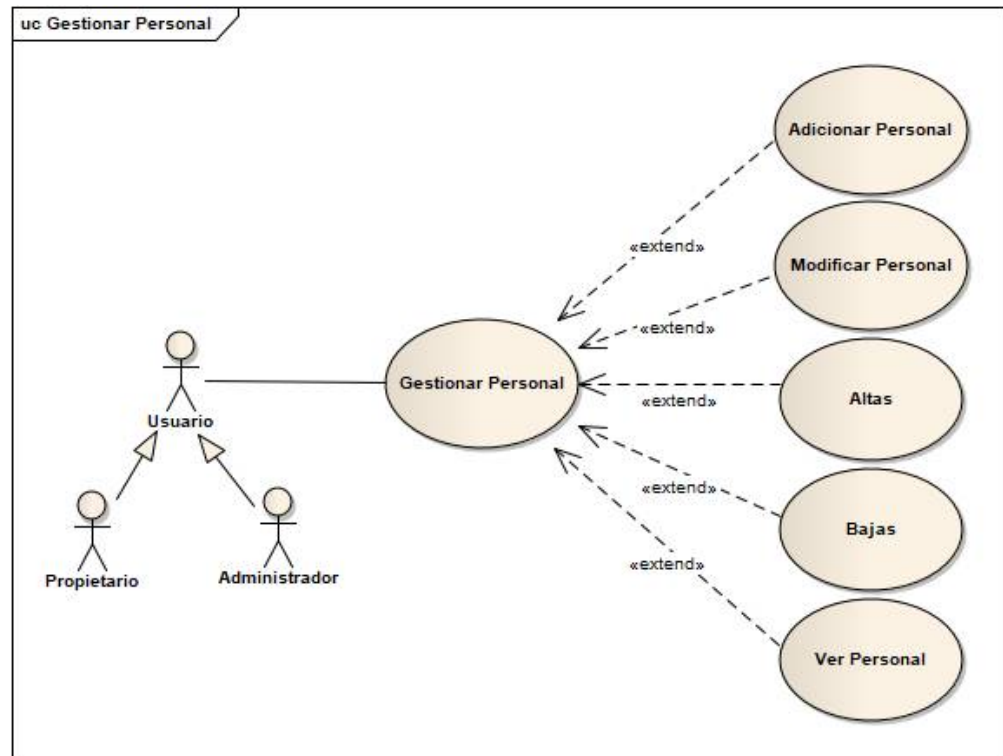 uc Gestionar Personal
Adicionar Personal
«extend»
Modificar Personal
«extend»
Gestionar Personal
Altas
«extend»
Usuario
«extend»
Bajas
«extend»
Propietario
Administrador
Ver Personal